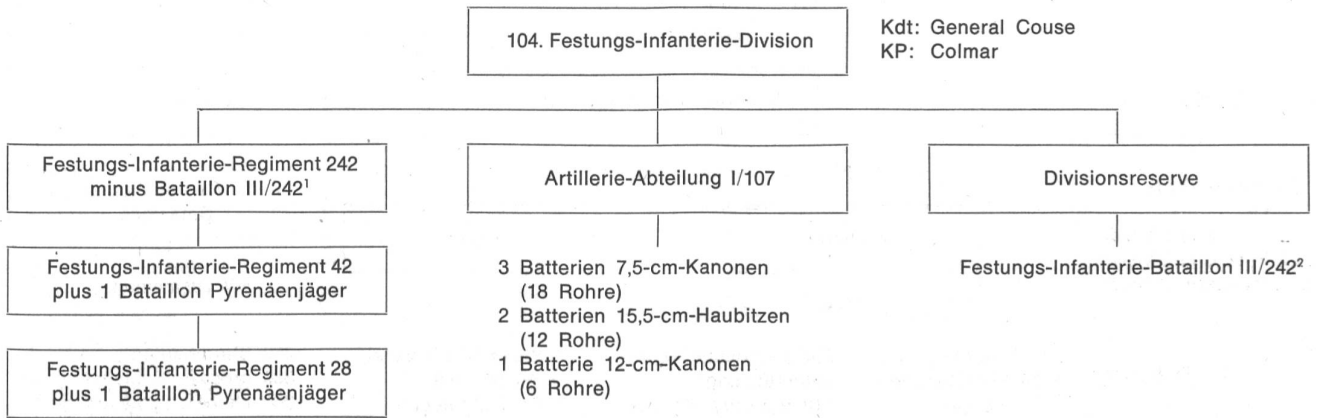 104. Festungs-Infanterie-Division
Kdt: General Couse
KP: Colmar
Festungs-Infanterie-Regiment 242
minus Bataillon III/242¹
Festungs-Infanterie-Regiment 42
plus 1 Bataillon Pyrenäenjäger
Festungs-Infanterie-Regiment 28
plus 1 Bataillon Pyrenäenjäger
Artillerie-Abteilung I/107
3 Batterien 7,5-cm-Kanonen
(18 Rohre)
2 Batterien 15,5-cm-Haubitzen
(12 Rohre)
1 Batterie 12-cm-Kanonen
(6 Rohre)
Divisionsreserve
Festungs-Infanterie-Bataillon III/242²